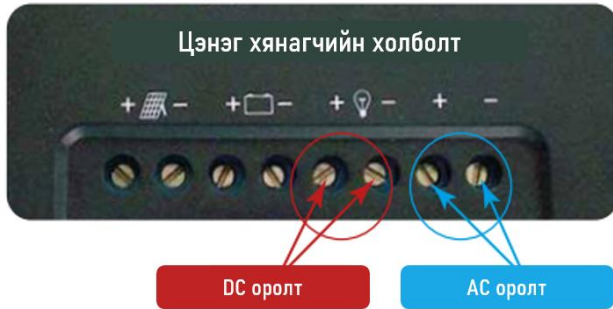 Цэнэг хянагчийн холболт
+ − + − + − + −
DC оролт
AC оролт